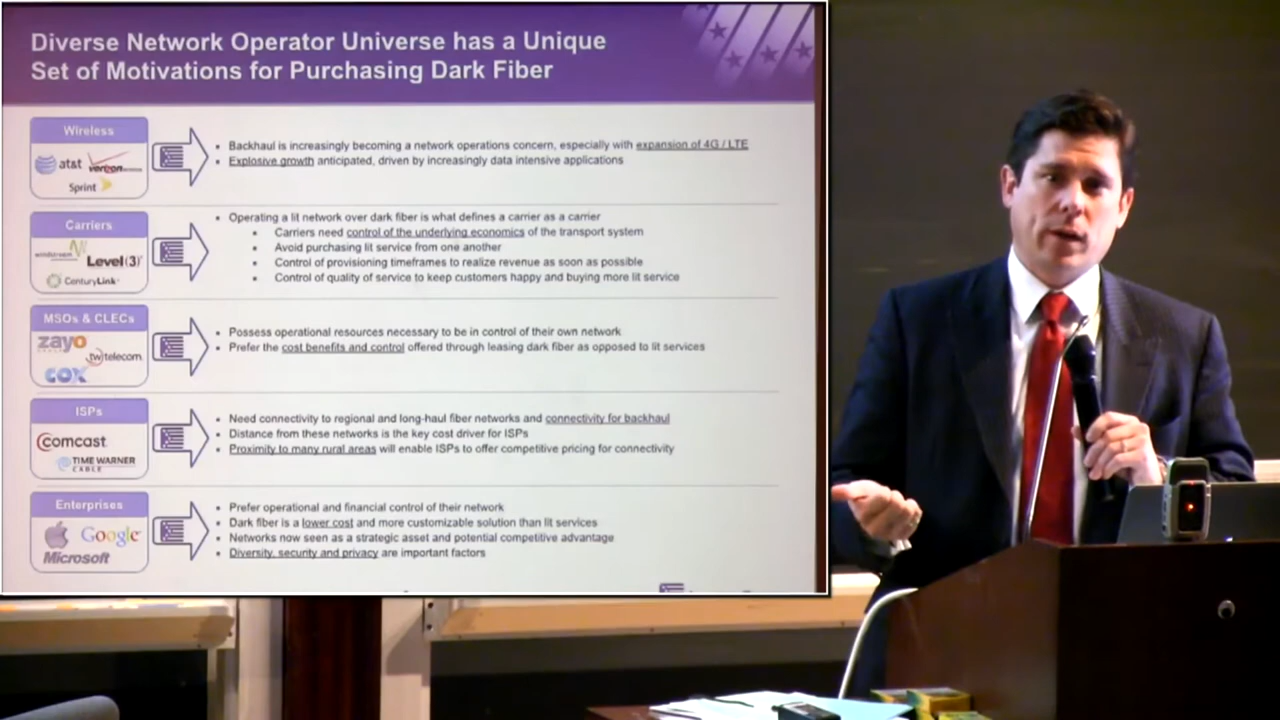 Diverse Network Operator Universe has a Unique
Set of Motivations for Purchasing Dark Fiber
Wireless
at&t
verizon
Sprint
Backhaul is increasingly becoming a network operations concern, especially with expansion of 4G / LTE
Explosive growth anticipated, driven by increasingly data intensive applications
Carriers
windstream
Level(3)
CenturyLink
Operating a lit network over dark fiber is what defines a carrier as a carrier
Carriers need control of the underlying economics of the transport system
Avoid purchasing lit service from one another
Control of provisioning timeframes to realize revenue as soon as possible
Control of quality of service to keep customers happy and buying more lit service
MSOs & CLECs
zayo
tw telecom
COX
Possess operational resources necessary to be in control of their own network
Prefer the cost benefits and control offered through leasing dark fiber as opposed to lit services
ISPs
comcast
TIME WARNER
CABLE
Need connectivity to regional and long-haul fiber networks and connectivity for backhaul
Distance from these networks is the key cost driver for ISPs
Proximity to many rural areas will enable ISPs to offer competitive pricing for connectivity
Enterprises
Google
Microsoft
Prefer operational and financial control of their network
Dark fiber is a lower cost and more customizable solution than lit services
Networks now seen as a strategic asset and potential competitive advantage
Diversity, security and privacy are important factors